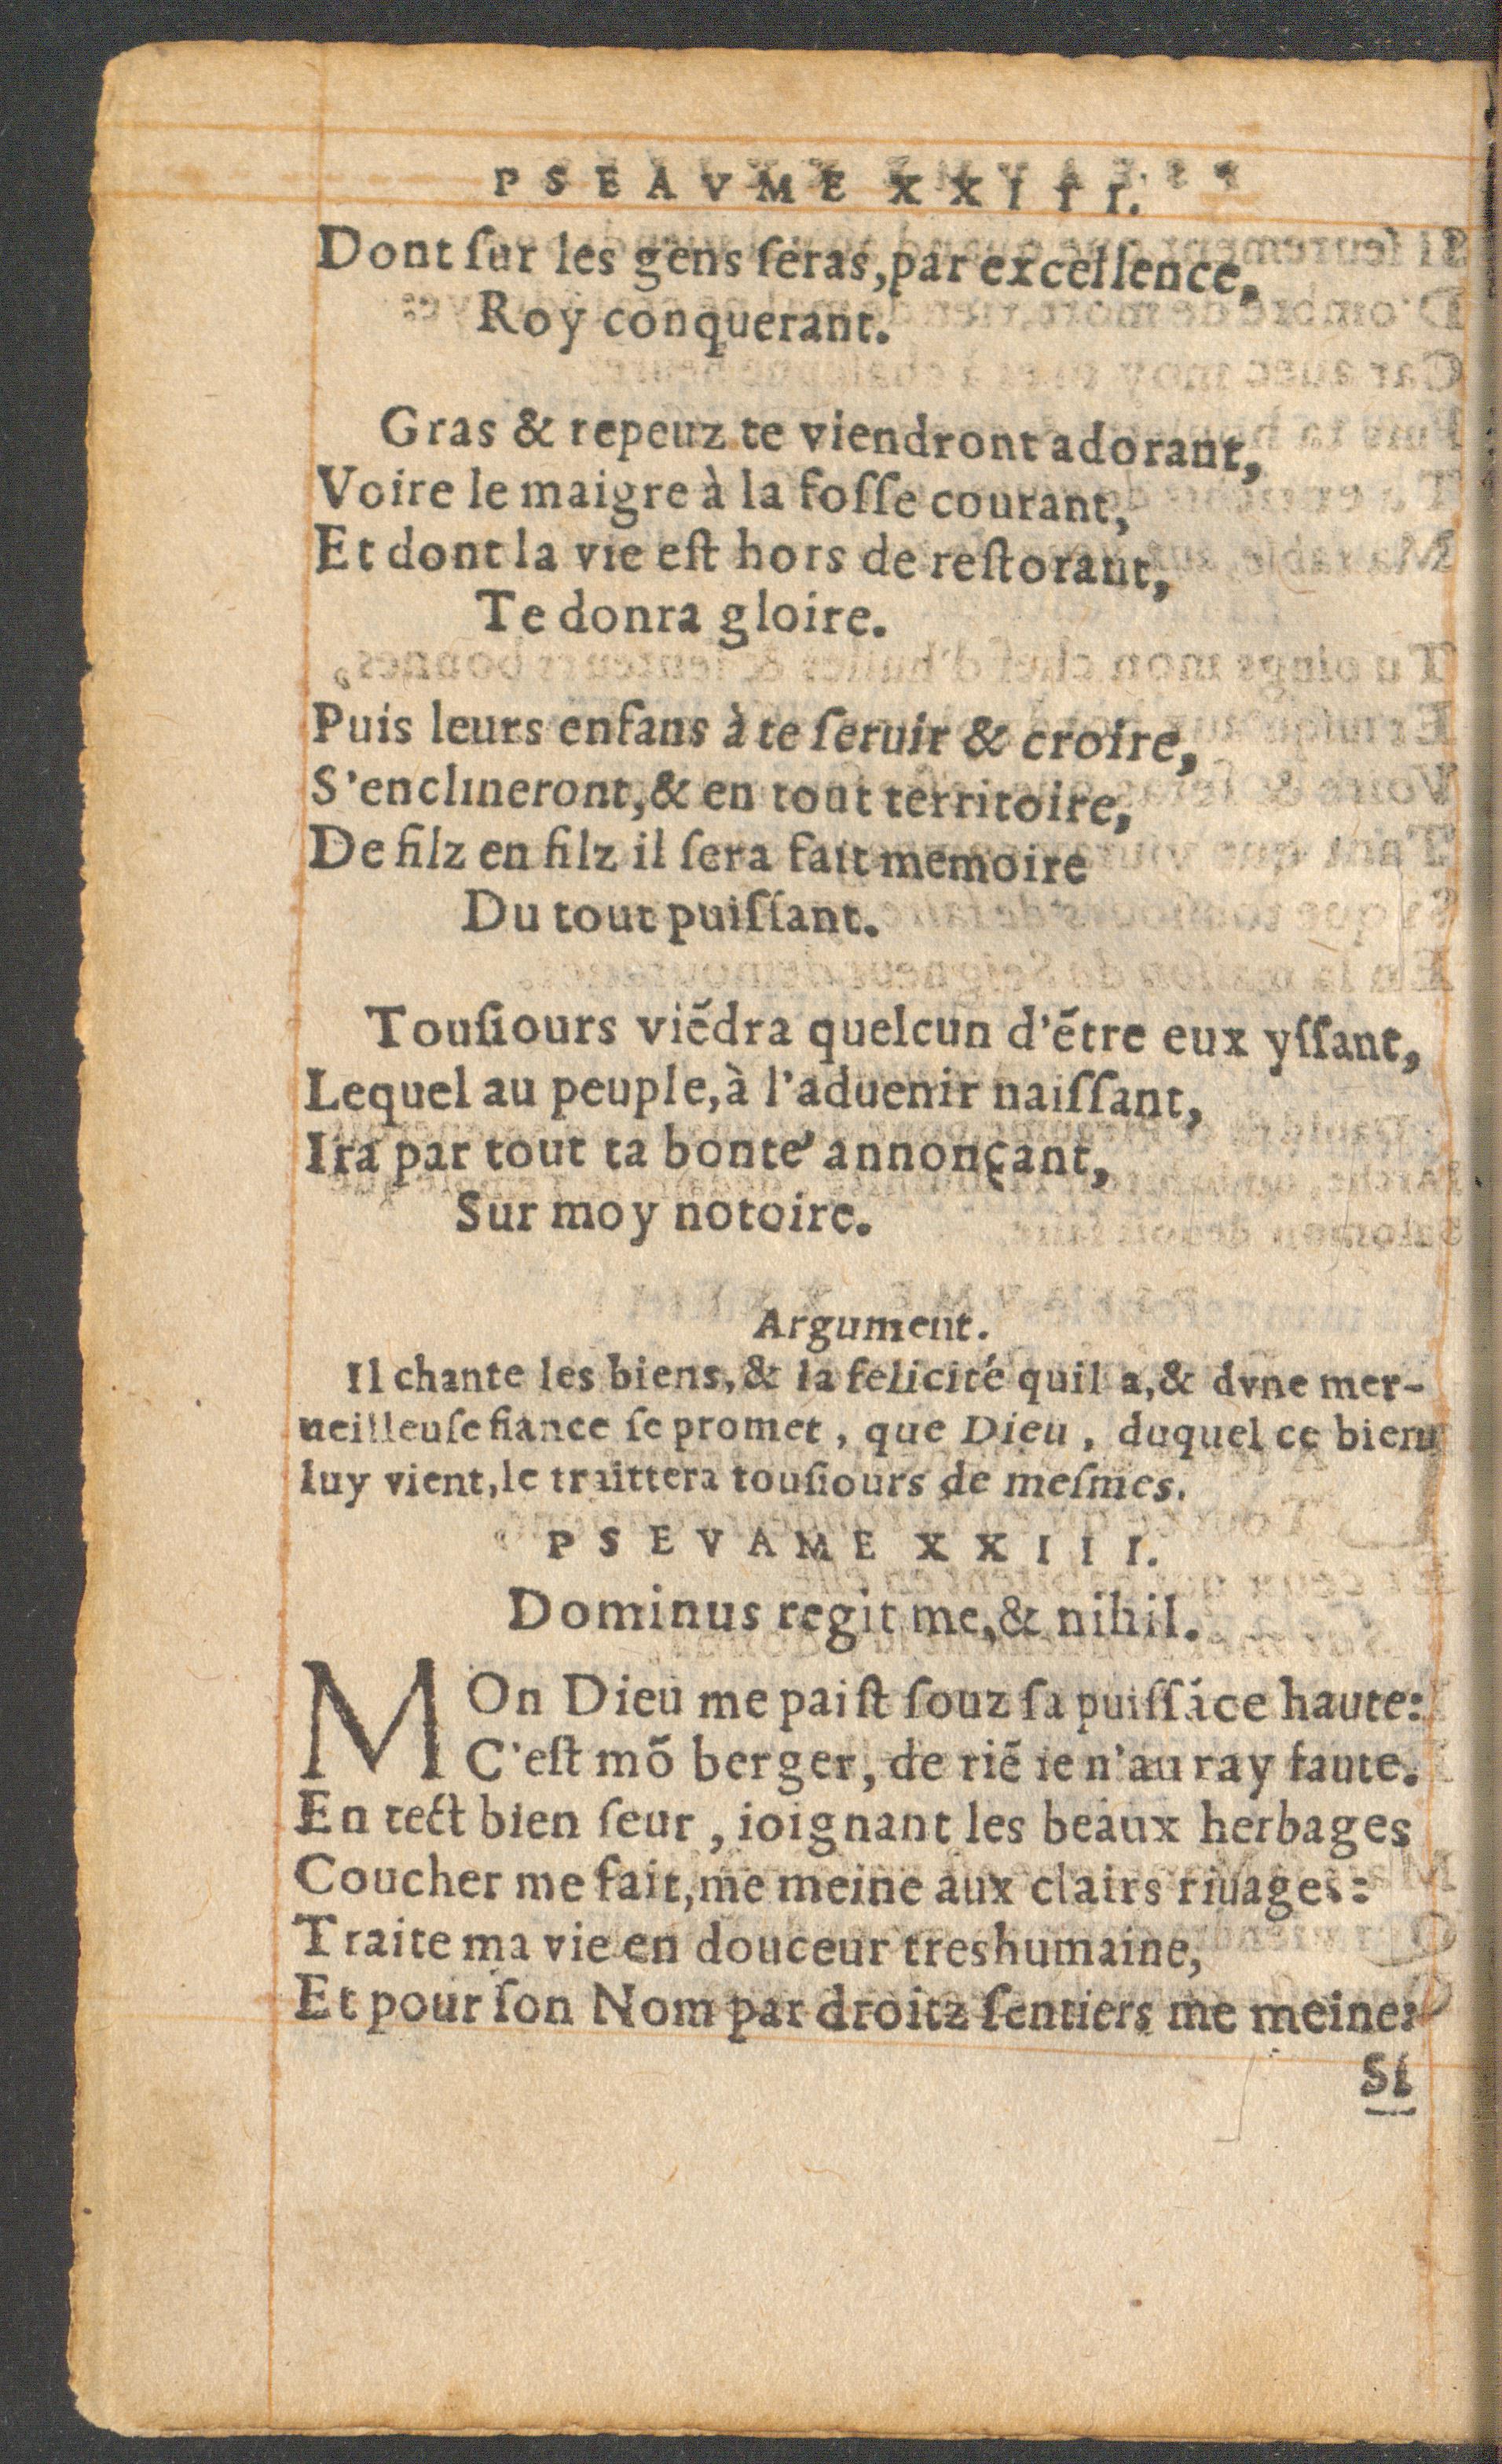 PSEAVME XXIII.
Dont ſur les gens ſeras, par excellence,
Roy conquerant.
Gras & repeuz te viendront adorant,
Voire le maigre à la foſſe courant,
Et dont la vie eſt hors de reſtorant,
Te donra gloire.
Puis leurs enfans à te ſeruir & croire,
S'enclineront, & en tout territoire,
De filz en filz il ſera fait memoire
Du tout puiſſant.
Touſiours viẽdra quelcun d'ẽtre eux yſſant,
Lequel au peuple, à l'aduenir naiſſant,
Ira par tout ta bonté annonçant,
Sur moy notoire.
Argument.
Il chante les biens, & la felicité quil a, & dvne mer-
ueilleuſe fiance ſe promet, que Dieu, duquel ce bien
luy vient, le traittera touſiours de meſmes.
PSEVAME XXIII.
Dominus regit me, & nihil.
MOn Dieu me paiſt ſouz ſa puiſſãce haute:
C'eſt mõ berger, de riẽ ie n'auray faute.
En tect bien ſeur, ioignant les beaux herbages
Coucher me fait, me meine aux clairs riuages:
Traite ma vie en douceur treshumaine,
Et pour ſon Nom par droitz ſentiers me meine:
Si